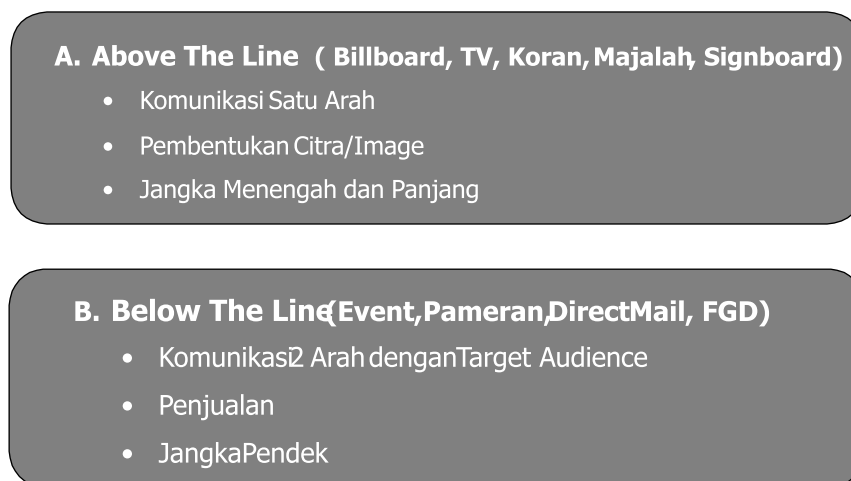 A. Above The Line ( Billboard, TV, Koran, Majalah, Signboard)
• Komunikasi Satu Arah
• Pembentukan Citra/Image
• Jangka Menengah dan Panjang
B. Below The Line(Event,Pameran,DirectMail, FGD)
• Komunikasi2 Arah denganTarget Audience
• Penjualan
• JangkaPendek